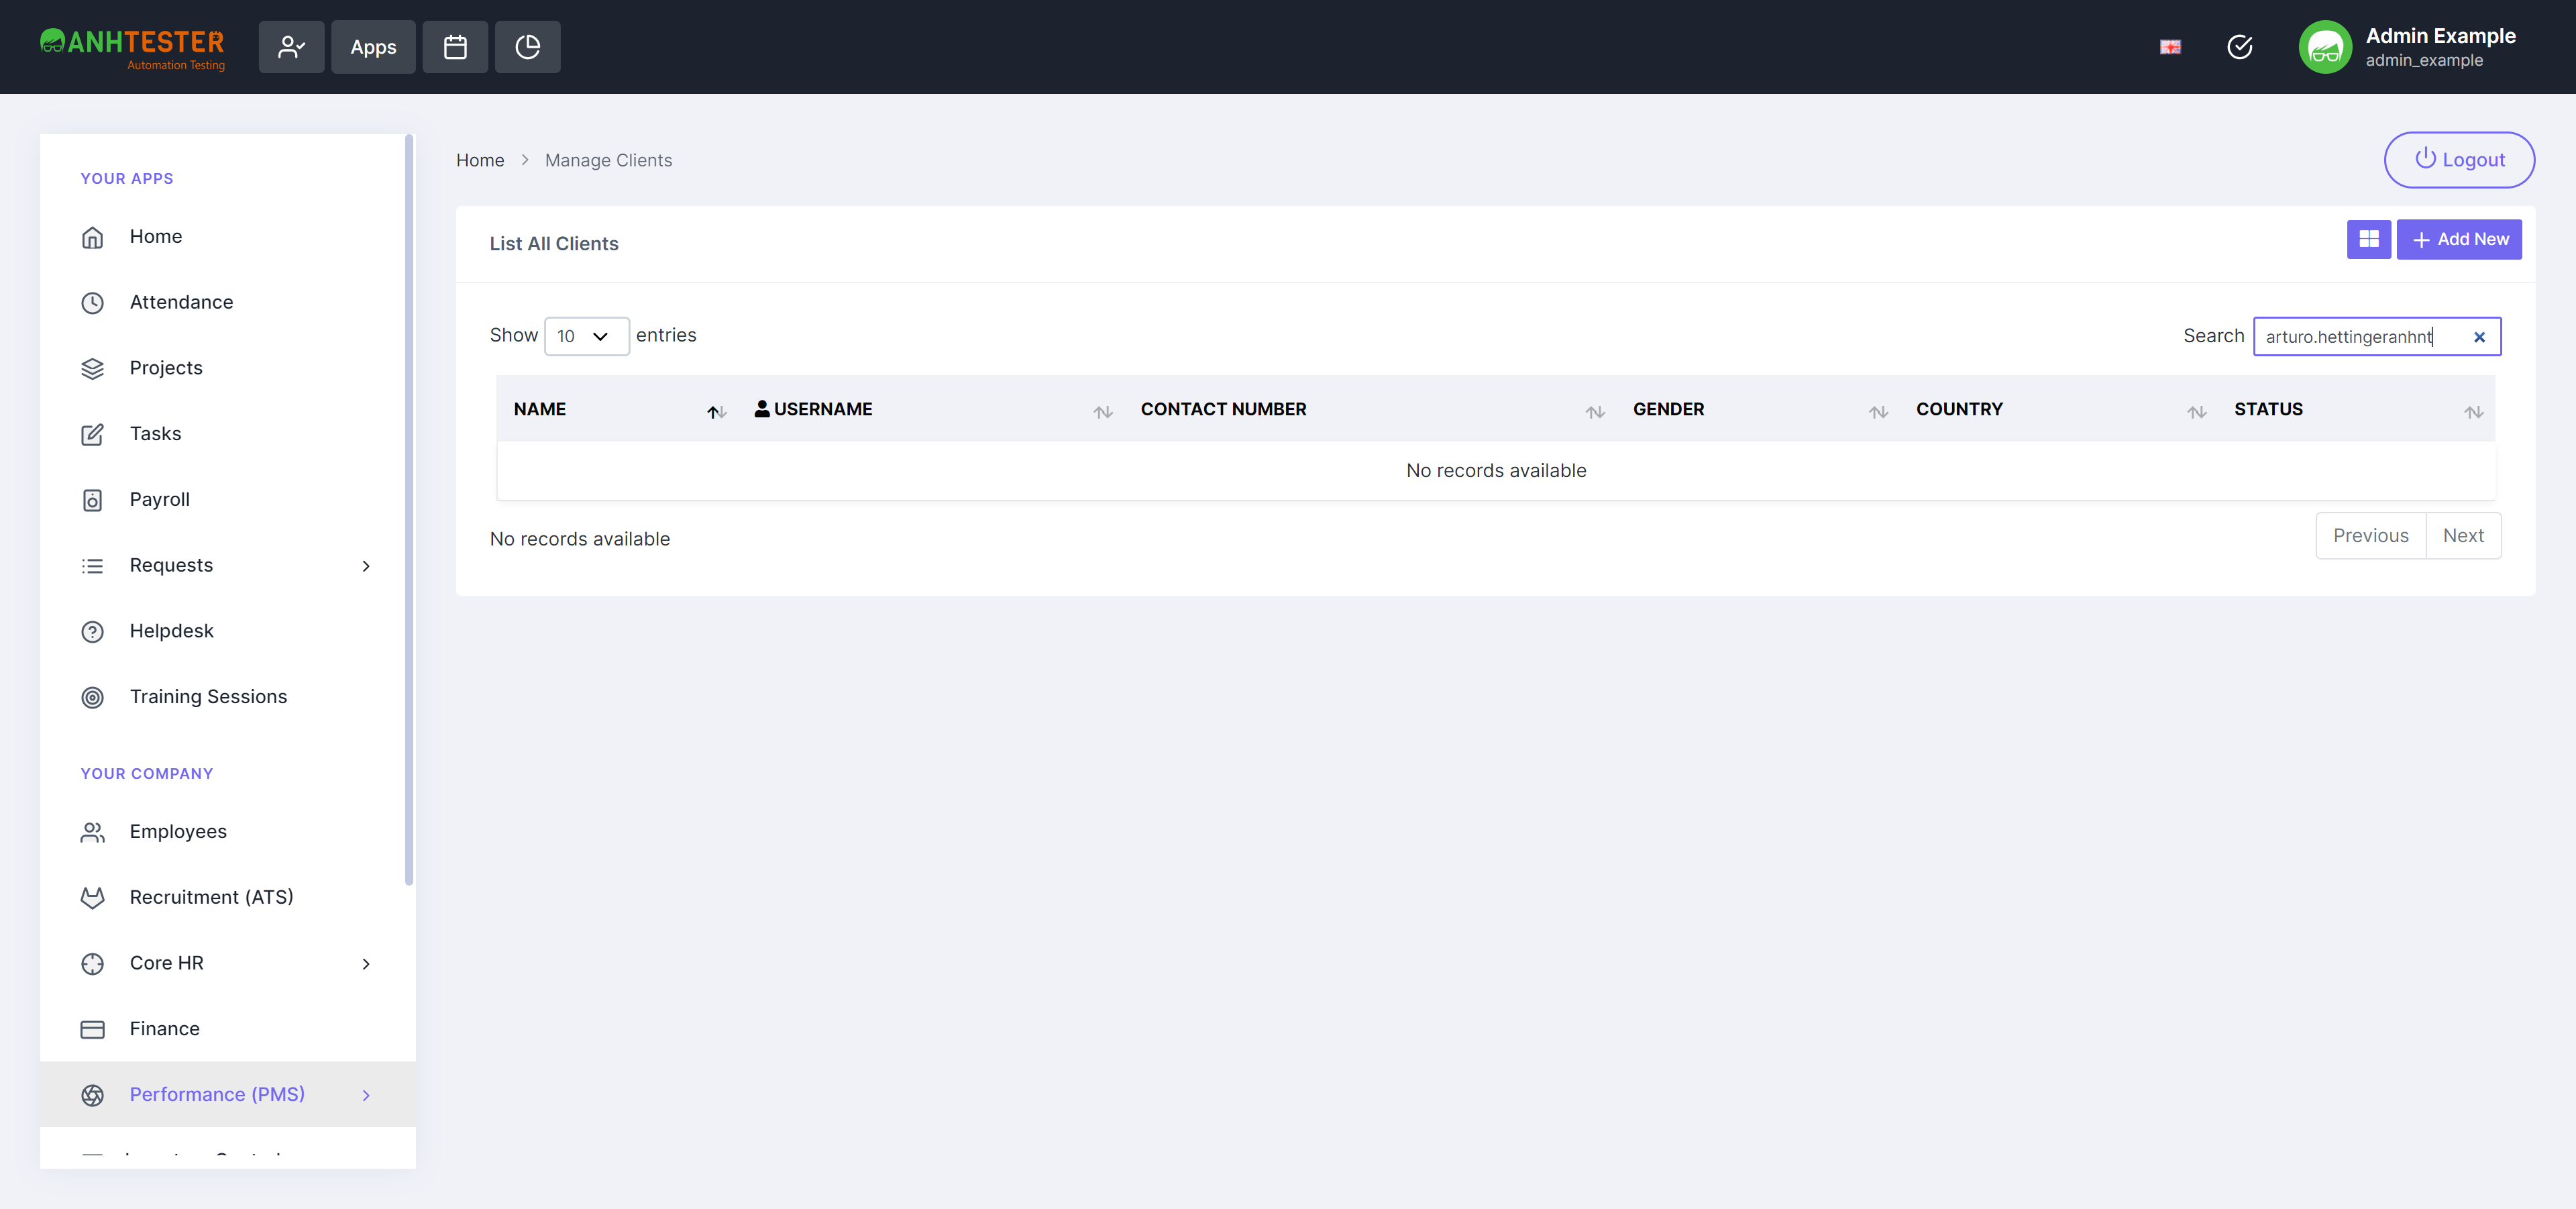 ANHTESTER
Automation Testing
Apps
Admin Example
admin_example
YOUR APPS
Home
Attendance
Projects
Tasks
Payroll
Requests
Helpdesk
Training Sessions
YOUR COMPANY
Employees
Recruitment (ATS)
Core HR
Finance
Performance (PMS)
Home > Manage Clients
Logout
List All Clients
Add New
Show 10 entries
Search arturo.hettingeranhnt
NAME USERNAME CONTACT NUMBER GENDER COUNTRY STATUS
No records available
No records available
Previous Next